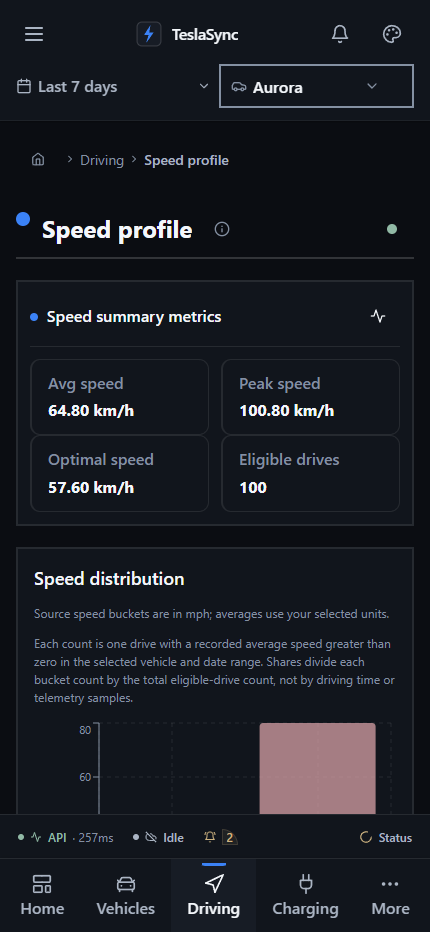 TeslaSync
Last 7 days
Aurora
Driving
Speed profile
Speed profile
Speed summary metrics
Avg speed
64.80 km/h
Peak speed
100.80 km/h
Optimal speed
57.60 km/h
Eligible drives
100
Speed distribution
Source speed buckets are in mph; averages use your selected units.
Each count is one drive with a recorded average speed greater than
zero in the selected vehicle and date range. Shares divide each
bucket count by the total eligible-drive count, not by driving time or
telemetry samples.
80
60
API · 257ms
Idle
2
Status
Home
Vehicles
Driving
Charging
More